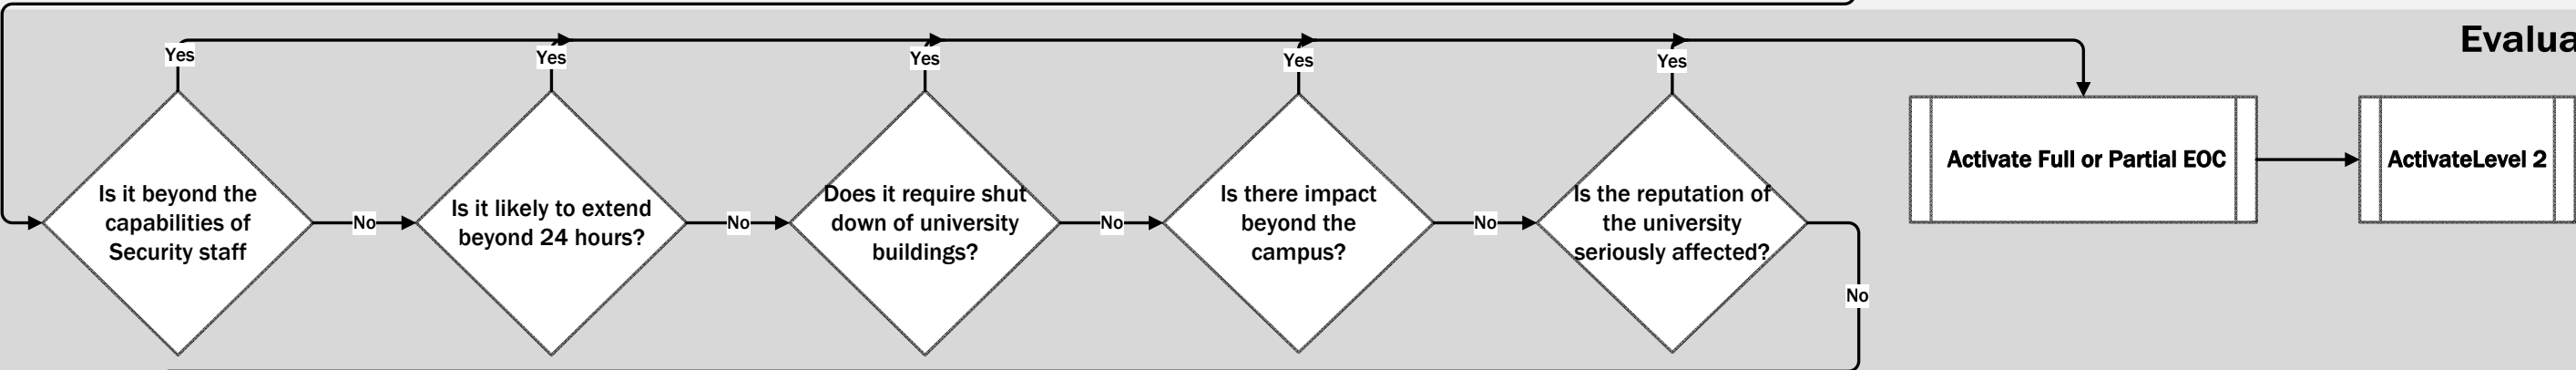 Evalua
Yes
Yes
Yes
Yes
Yes
Is it beyond the
capabilities of
Security staff
No
Is it likely to extend
beyond 24 hours?
No
Does it require shut
down of university
buildings?
No
Is there impact
beyond the
campus?
No
Is the reputation of
the university
seriously affected?
No
Activate Full or Partial EOC
ActivateLevel 2